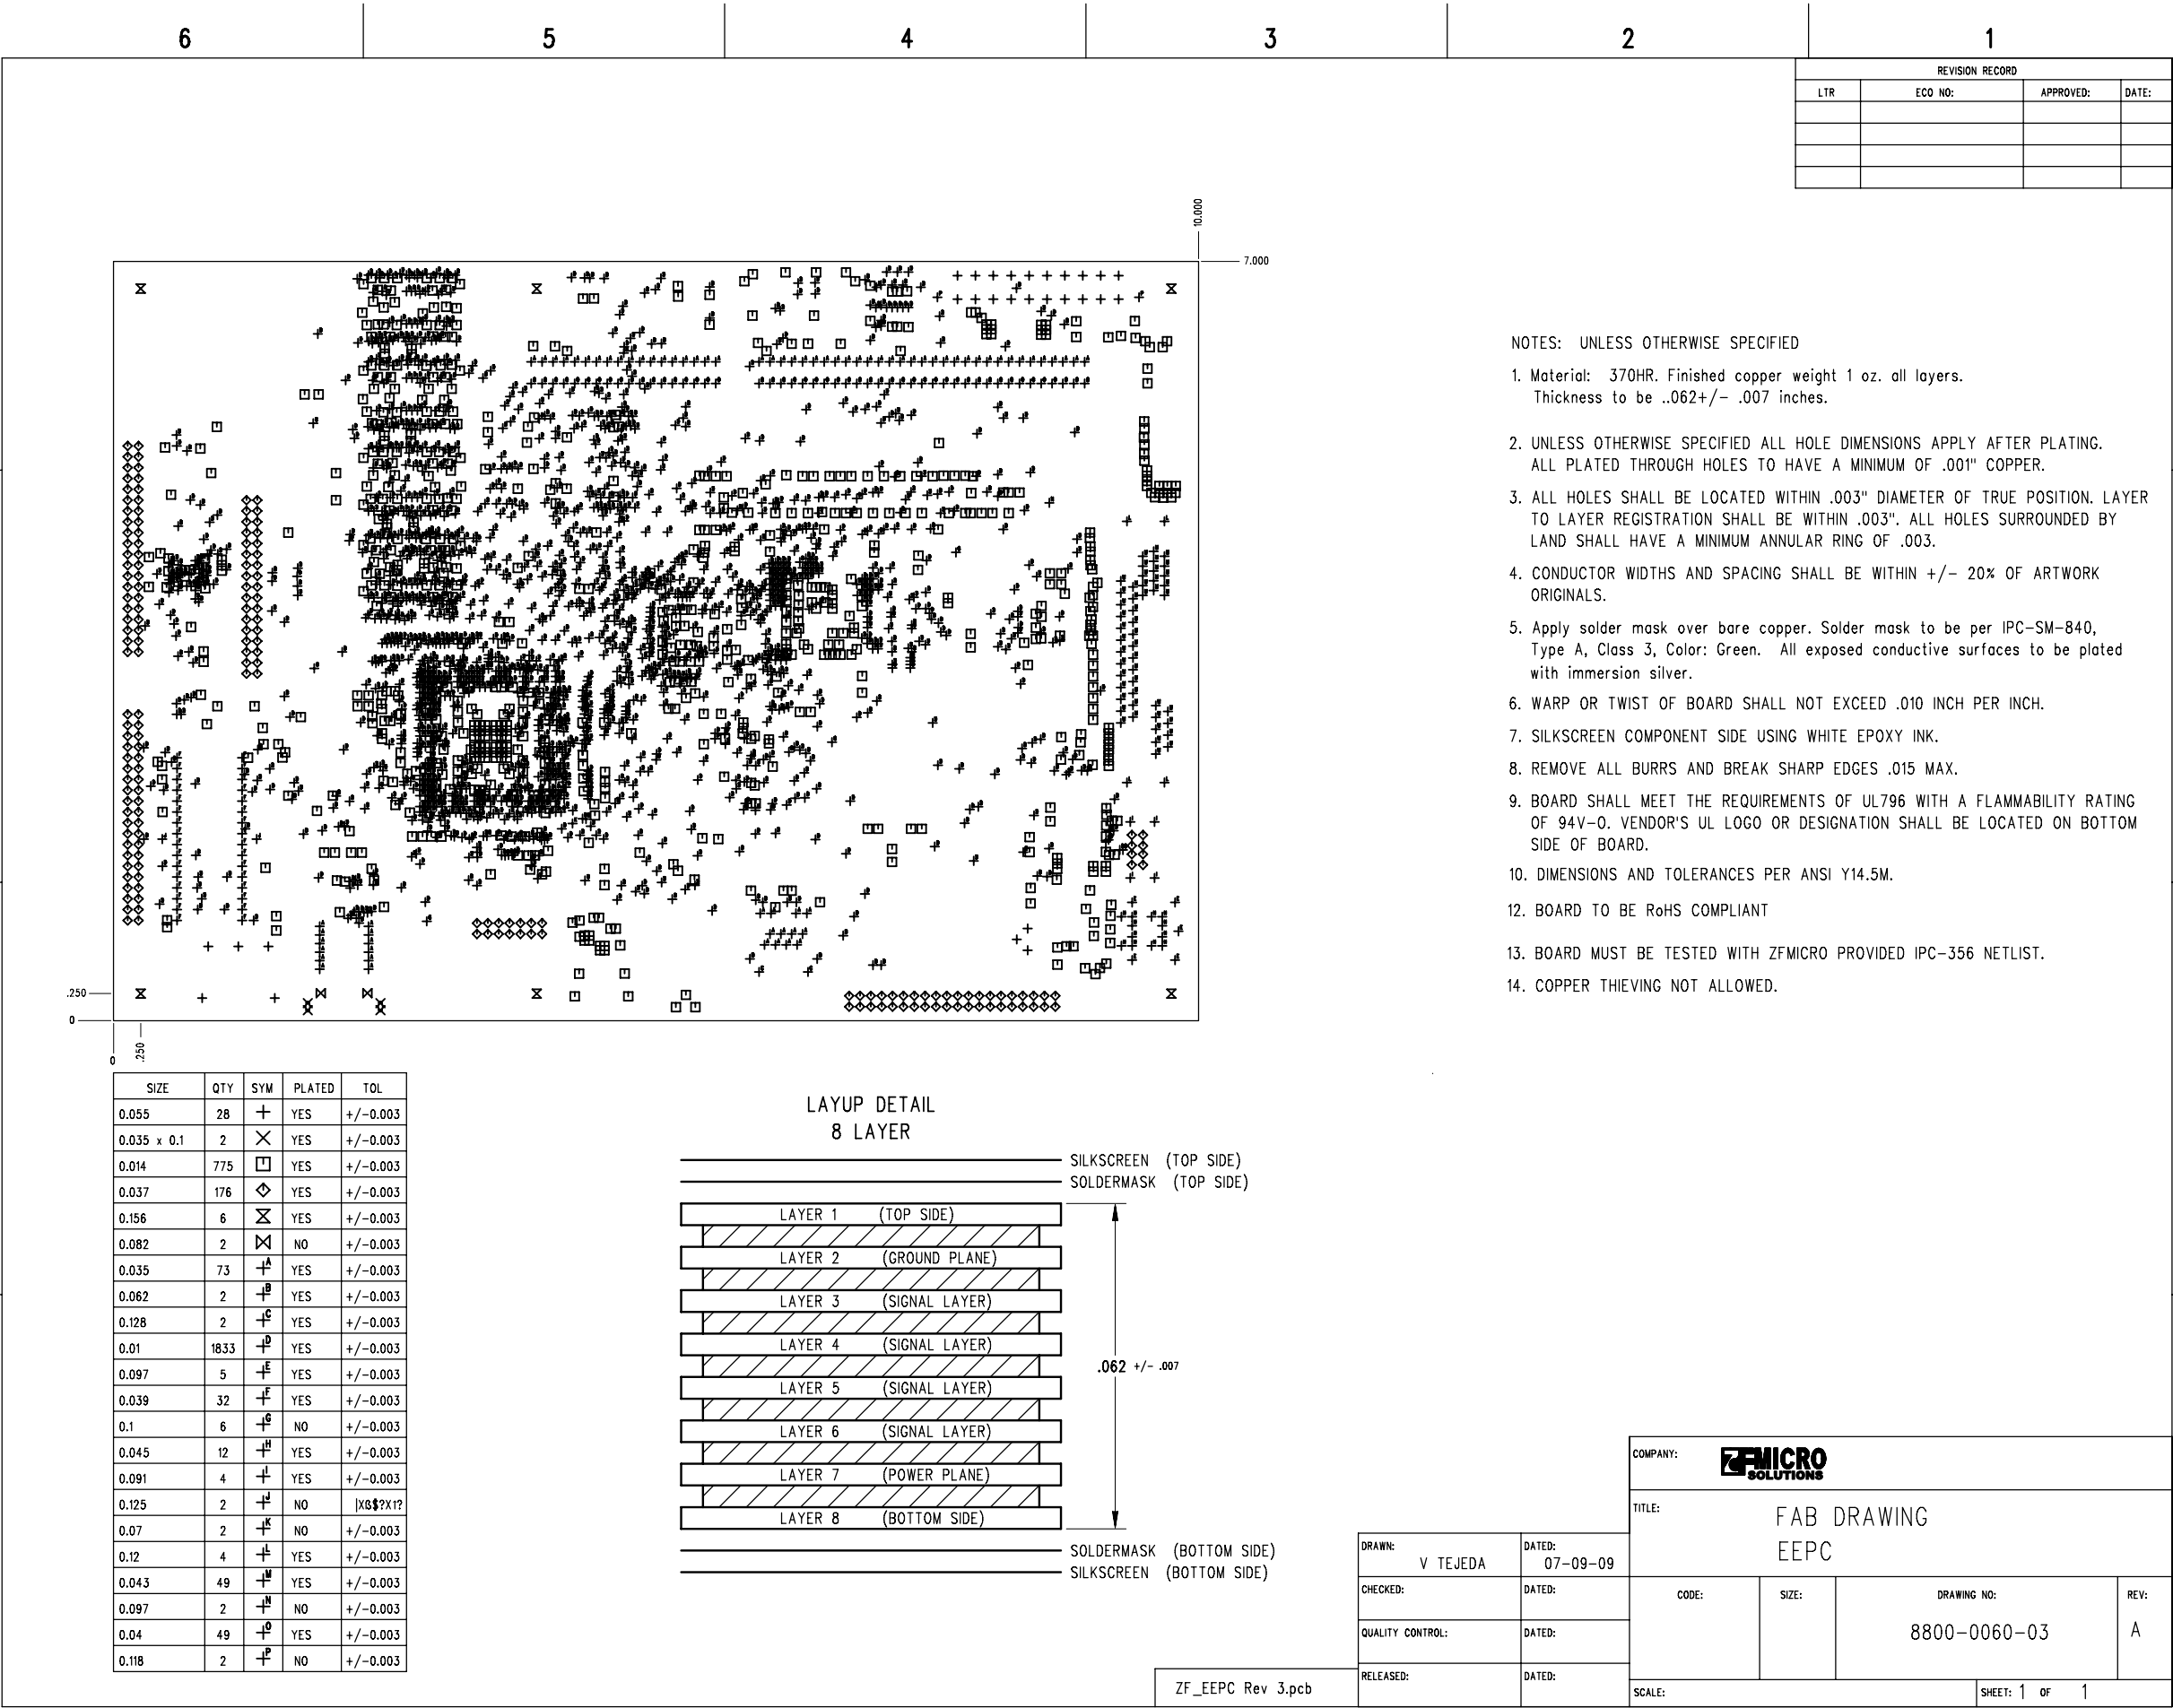 6 5 4 3 2 1
REVISION RECORD
LTR ECO NO: APPROVED: DATE:
10.000
7.000
.250
0
0
.250
NOTES: UNLESS OTHERWISE SPECIFIED
1. Material: 370HR. Finished copper weight 1 oz. all layers.
Thickness to be ..062+/- .007 inches.
2. UNLESS OTHERWISE SPECIFIED ALL HOLE DIMENSIONS APPLY AFTER PLATING.
ALL PLATED THROUGH HOLES TO HAVE A MINIMUM OF .001" COPPER.
3. ALL HOLES SHALL BE LOCATED WITHIN .003" DIAMETER OF TRUE POSITION. LAYER
TO LAYER REGISTRATION SHALL BE WITHIN .003". ALL HOLES SURROUNDED BY
LAND SHALL HAVE A MINIMUM ANNULAR RING OF .003.
4. CONDUCTOR WIDTHS AND SPACING SHALL BE WITHIN +/- 20% OF ARTWORK
ORIGINALS.
5. Apply solder mask over bare copper. Solder mask to be per IPC-SM-840,
Type A, Class 3, Color: Green. All exposed conductive surfaces to be plated
with immersion silver.
6. WARP OR TWIST OF BOARD SHALL NOT EXCEED .010 INCH PER INCH.
7. SILKSCREEN COMPONENT SIDE USING WHITE EPOXY INK.
8. REMOVE ALL BURRS AND BREAK SHARP EDGES .015 MAX.
9. BOARD SHALL MEET THE REQUIREMENTS OF UL796 WITH A FLAMMABILITY RATING
OF 94V-0. VENDOR'S UL LOGO OR DESIGNATION SHALL BE LOCATED ON BOTTOM
SIDE OF BOARD.
10. DIMENSIONS AND TOLERANCES PER ANSI Y14.5M.
12. BOARD TO BE RoHS COMPLIANT
13. BOARD MUST BE TESTED WITH ZFMICRO PROVIDED IPC-356 NETLIST.
14. COPPER THIEVING NOT ALLOWED.
SIZE QTY SYM PLATED TOL
0.055 28 YES +/-0.003
0.035 x 0.1 2 YES +/-0.003
0.014 775 YES +/-0.003
0.037 176 YES +/-0.003
0.156 6 YES +/-0.003
0.082 2 NO +/-0.003
0.035 73 A YES +/-0.003
0.062 2 B YES +/-0.003
0.128 2 C YES +/-0.003
0.01 1833 D YES +/-0.003
0.097 5 E YES +/-0.003
0.039 32 F YES +/-0.003
0.1 6 G NO +/-0.003
0.045 12 H YES +/-0.003
0.091 4 I YES +/-0.003
0.125 2 J NO
0.07 2 K NO +/-0.003
0.12 4 L YES +/-0.003
0.043 49 M YES +/-0.003
0.097 2 N NO +/-0.003
0.04 49 O YES +/-0.003
0.118 2 P NO +/-0.003
LAYUP DETAIL
8 LAYER
SILKSCREEN (TOP SIDE)
SOLDERMASK (TOP SIDE)
LAYER 1 (TOP SIDE)
LAYER 2 (GROUND PLANE)
LAYER 3 (SIGNAL LAYER)
LAYER 4 (SIGNAL LAYER)
.062 +/- .007
LAYER 5 (SIGNAL LAYER)
LAYER 6 (SIGNAL LAYER)
LAYER 7 (POWER PLANE)
LAYER 8 (BOTTOM SIDE)
SOLDERMASK (BOTTOM SIDE)
SILKSCREEN (BOTTOM SIDE)
COMPANY: ZFMICRO
SOLUTIONS
TITLE: FAB DRAWING
EEPC
DRAWN: V TEJEDA DATED: 07-09-09
CHECKED: DATED:
QUALITY CONTROL: DATED:
RELEASED: DATED:
CODE: SIZE: DRAWING NO: REV:
8800-0060-03 A
SCALE: SHEET: 1 OF 1
ZF_EEPC Rev 3.pcb